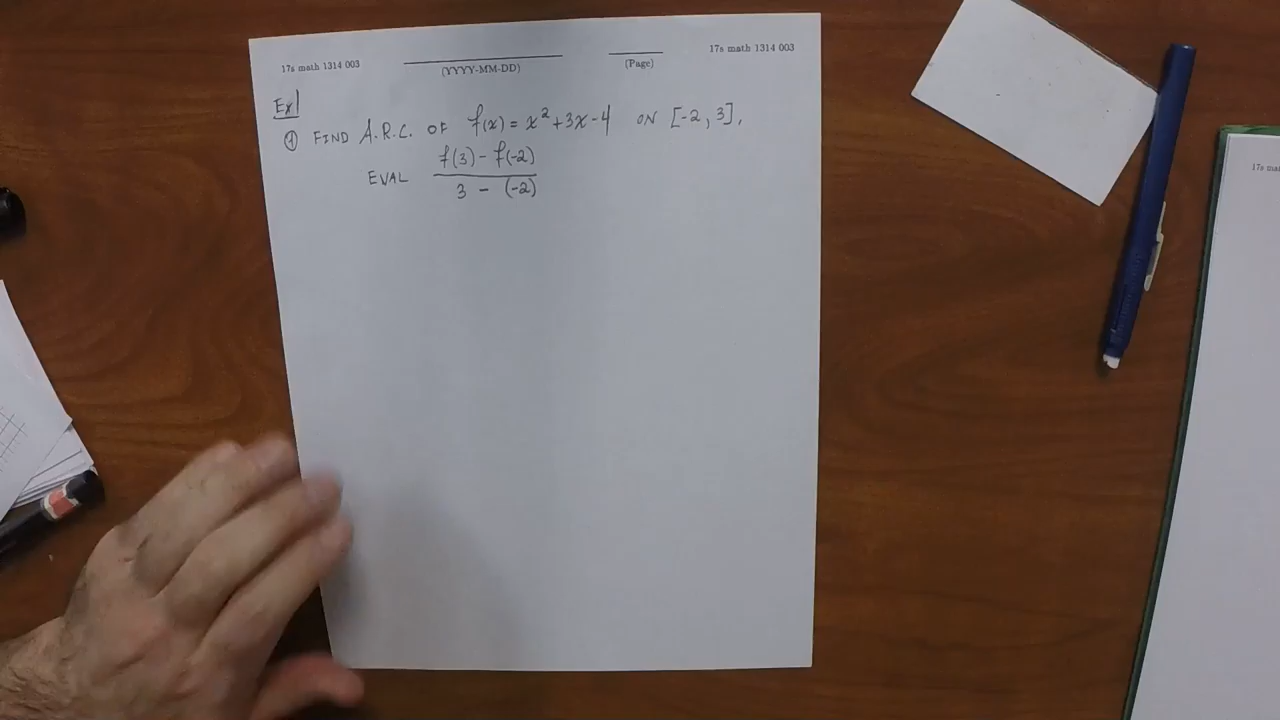 17s math 1314 003 (YYYY-MM-DD) (Page) 17s math 1314 003
Ex
① FIND A.R.C. OF f(x) = x² + 3x - 4 ON [-2, 3],
EVAL f(3) - f(-2)
3 - (-2)
17s